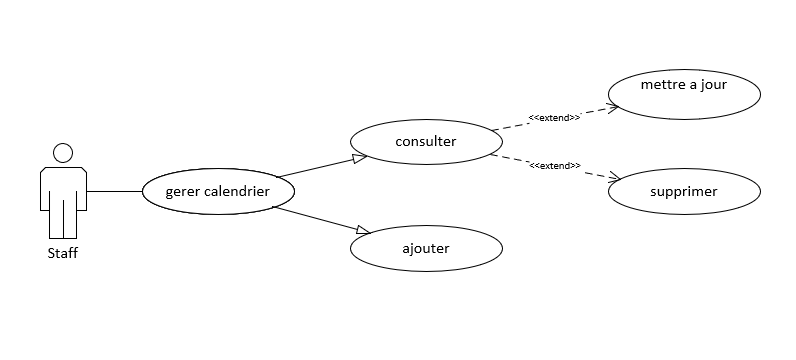 mettre a jour
<<extend>>
consulter
<<extend>>
gerer calendrier
supprimer
Staff
ajouter